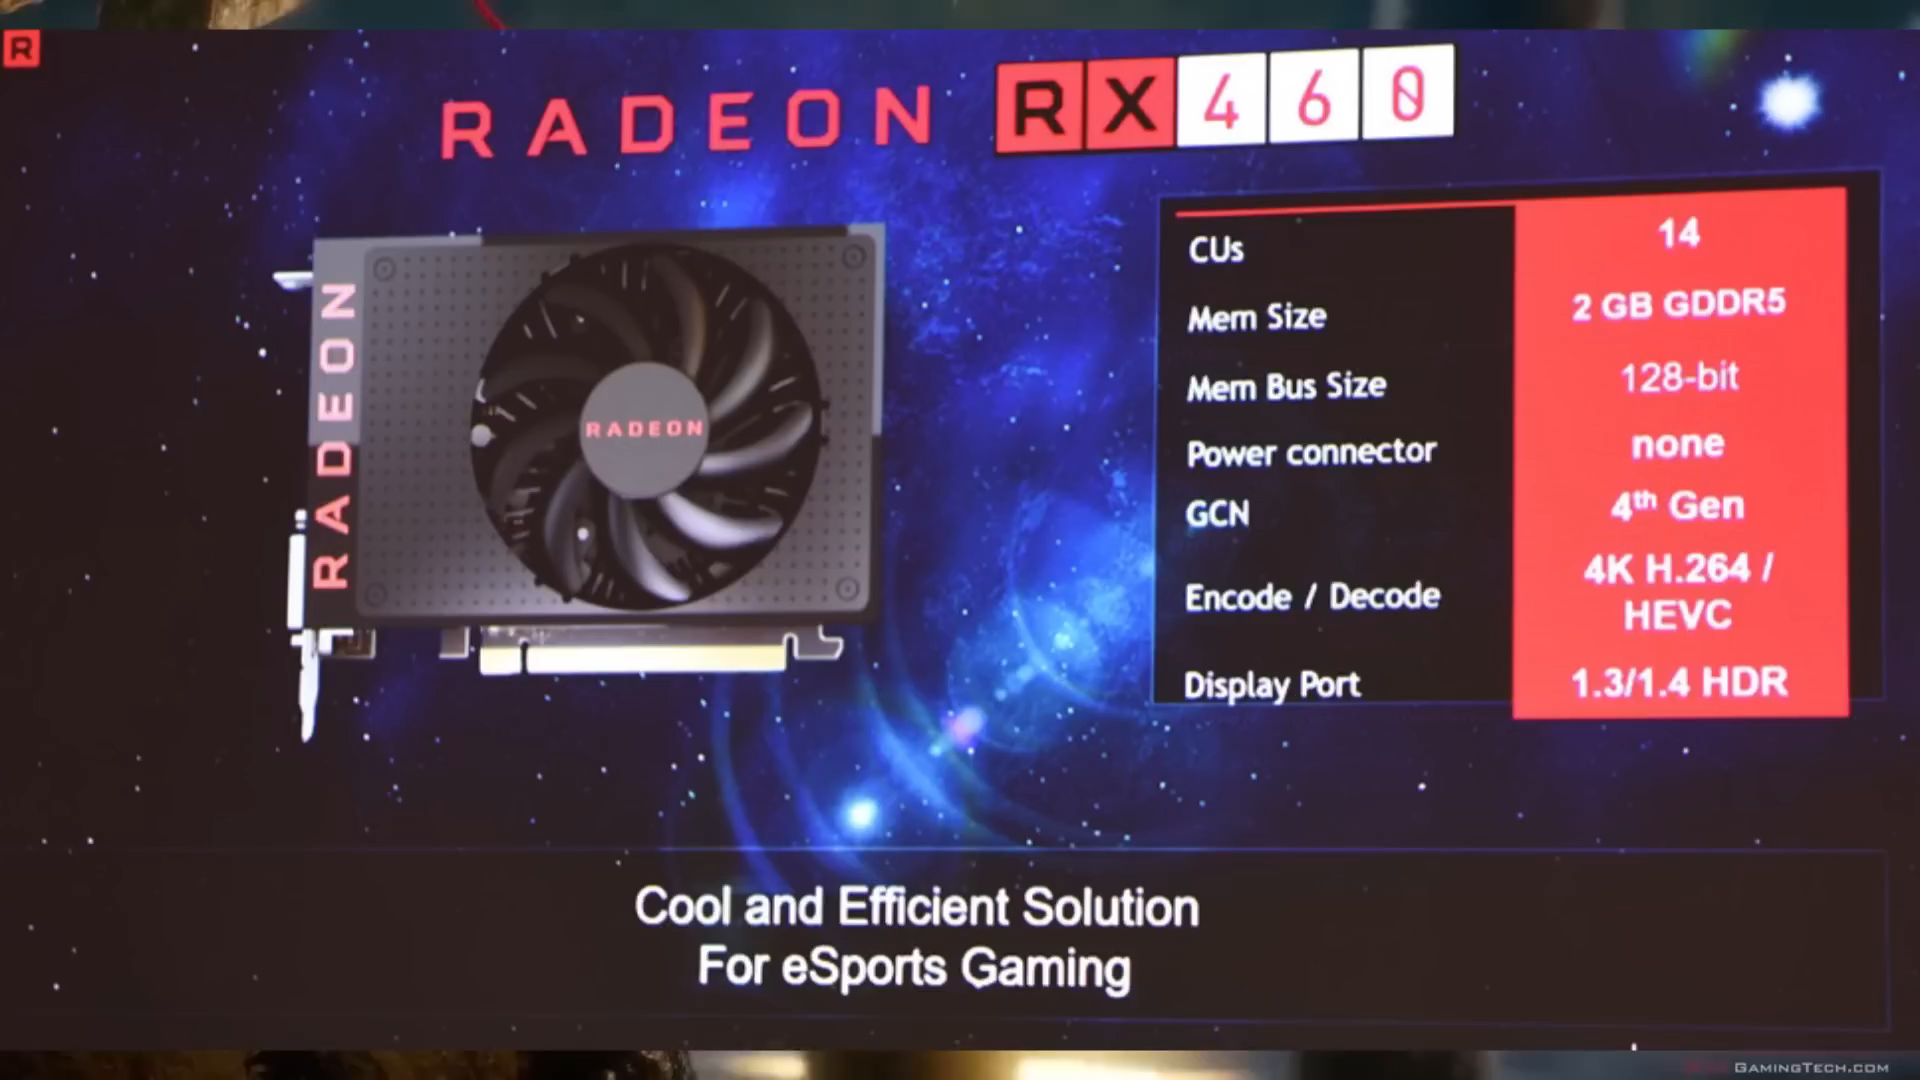 R
RADEON RX 460
RADEON
RADEON
CUs 14
Mem Size 2 GB GDDR5
Mem Bus Size 128-bit
Power connector none
GCN 4th Gen
Encode / Decode 4K H.264 /
HEVC
Display Port 1.3/1.4 HDR
Cool and Efficient Solution
For eSports Gaming
GAMINGTECH.COM